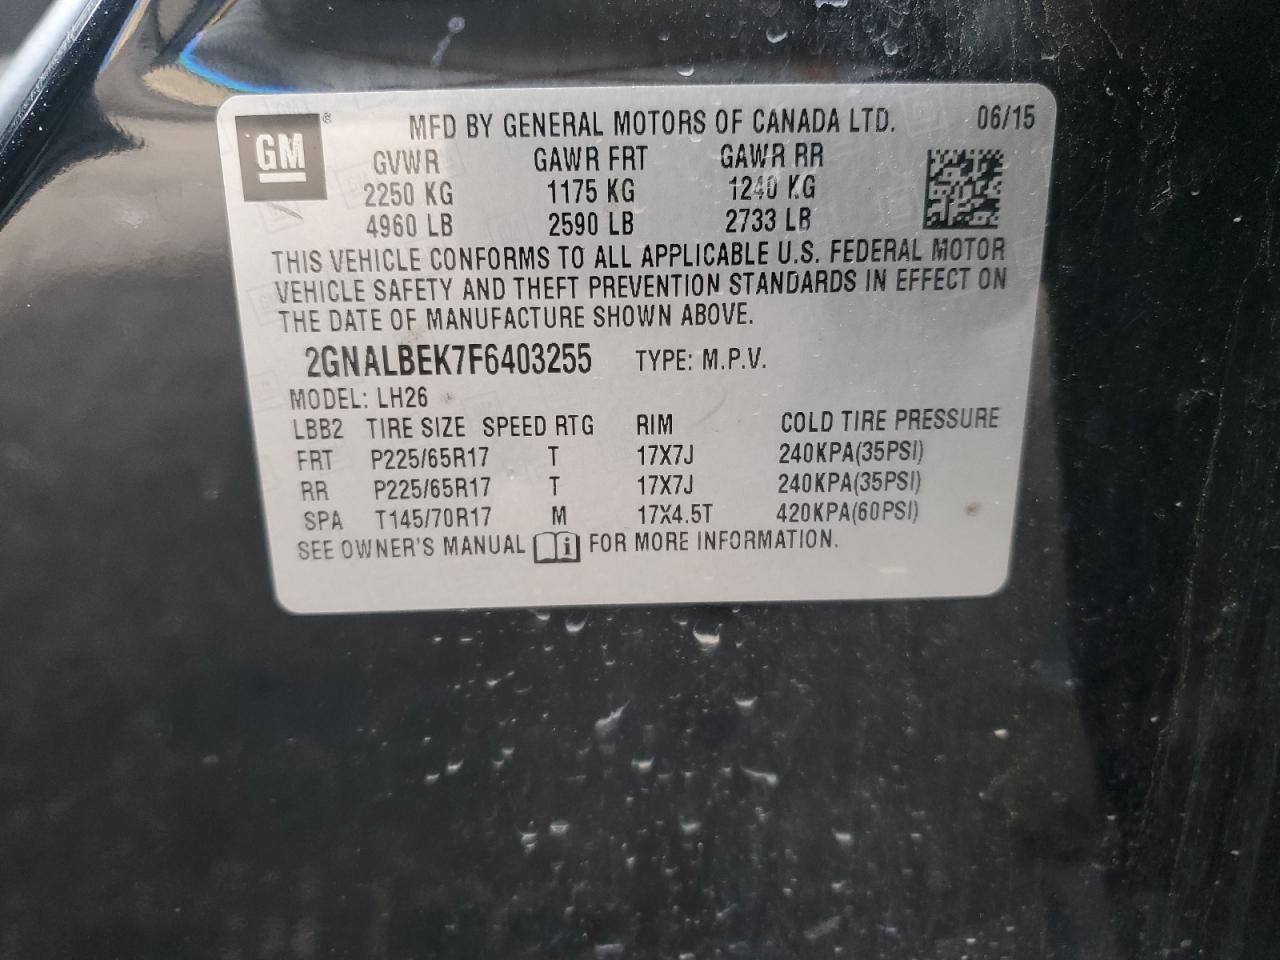 GM ® MFD BY GENERAL MOTORS OF CANADA LTD. 06/15
GVWR GAWR FRT GAWR RR
2250 KG 1175 KG 1240 KG
4960 LB 2590 LB 2733 LB
THIS VEHICLE CONFORMS TO ALL APPLICABLE U.S. FEDERAL MOTOR
VEHICLE SAFETY AND THEFT PREVENTION STANDARDS IN EFFECT ON
THE DATE OF MANUFACTURE SHOWN ABOVE.
2GNALBEK7F6403255 TYPE: M.P.V.
MODEL: LH26
LBB2 TIRE SIZE SPEED RTG RIM COLD TIRE PRESSURE
FRT P225/65R17 T 17X7J 240KPA(35PSI)
RR P225/65R17 T 17X7J 240KPA(35PSI)
SPA T145/70R17 M 17X4.5T 420KPA(60PSI)
SEE OWNER'S MANUAL i FOR MORE INFORMATION.